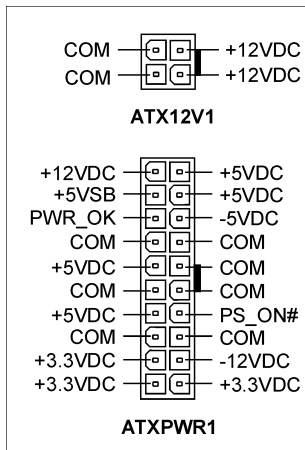 COM +12VDC
COM +12VDC
ATX12V1
+12VDC +5VDC
+5VSB +5VDC
PWR_OK -5VDC
COM COM
+5VDC COM
COM COM
+5VDC PS_ON#
COM COM
+3.3VDC -12VDC
+3.3VDC +3.3VDC
ATXPWR1